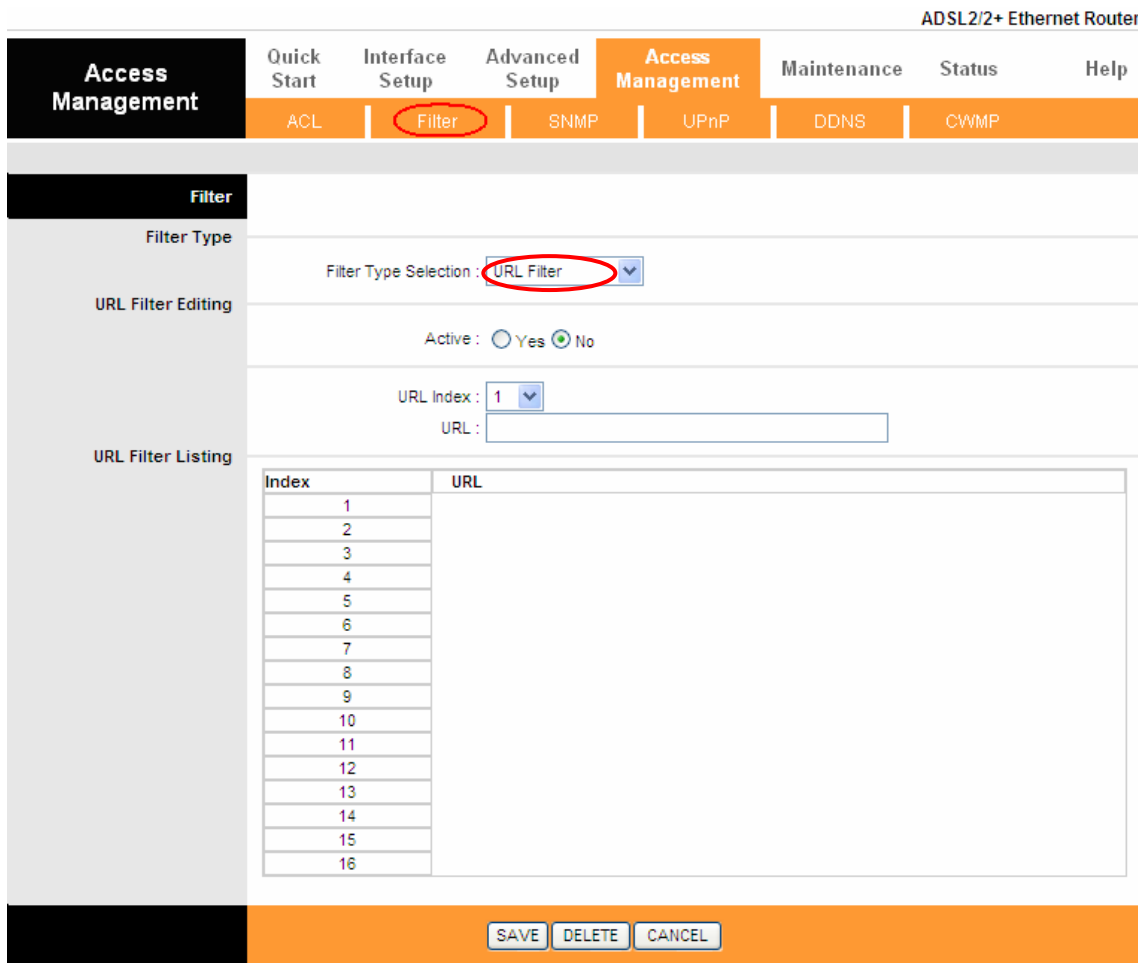 ADSL2/2+ Ethernet Router
Access Management
Quick Start
Interface Setup
Advanced Setup
Access Management
Maintenance
Status
Help
ACL
Filter
SNMP
UPnP
DDNS
CWMP
Filter
Filter Type
Filter Type Selection : URL Filter
URL Filter Editing
Active : Yes No
URL Index : 1
URL :
URL Filter Listing
Index URL
1
2
3
4
5
6
7
8
9
10
11
12
13
14
15
16
SAVE DELETE CANCEL